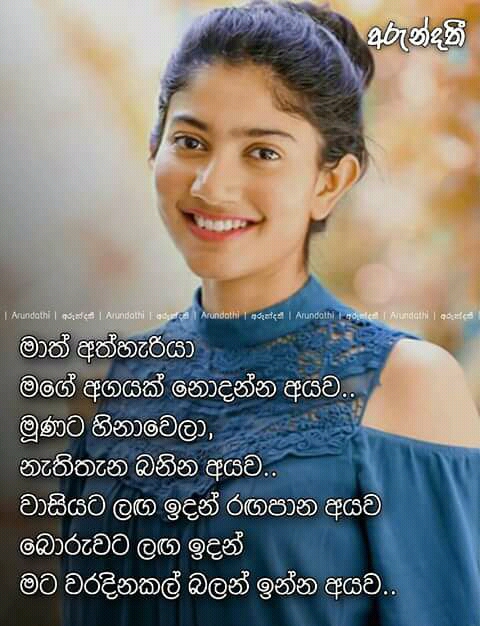 අරුන්දතී
| Arundathi | අරුන්දතී | Arundathi | අරුන්දතී | Arundathi | අරුන්දතී | Arundathi | අරුන්දතී | Arundathi | අරුන්දතී |
මාත් අත්හැරියා
මගේ අගයක් නොදන්න අයව..
මූණට හිනාවෙලා,
නැතිතැන බනින අයව..
වාසියට ලඟ ඉදන් රඟපාන අයව
බොරුවට ලඟ ඉදන්
මට වරදිනකල් බලන් ඉන්න අයව..